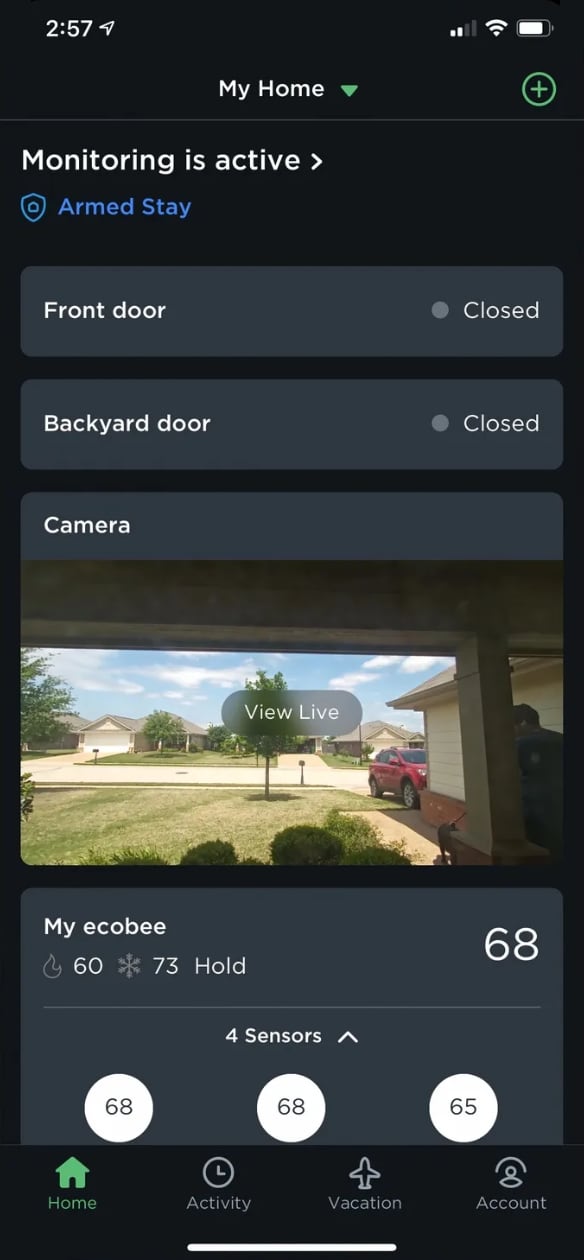 2:57
My Home
Monitoring is active
Armed Stay
Front door Closed
Backyard door Closed
Camera
View Live
My ecobee
68
60 73 Hold
4 Sensors
68 68 65
Home Activity Vacation Account